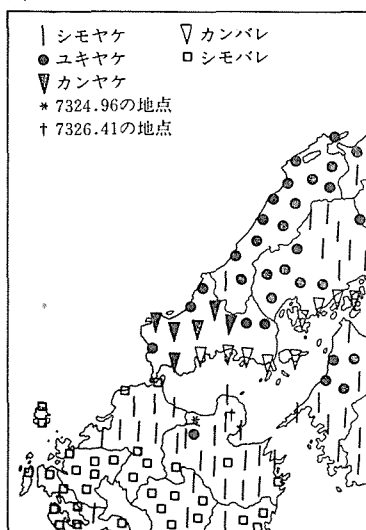 | シモヤケ ▽ カンバレ
● ユキヤケ □ シモバレ
▼ カンヤケ
* 7324.96の地点
† 7326.41の地点